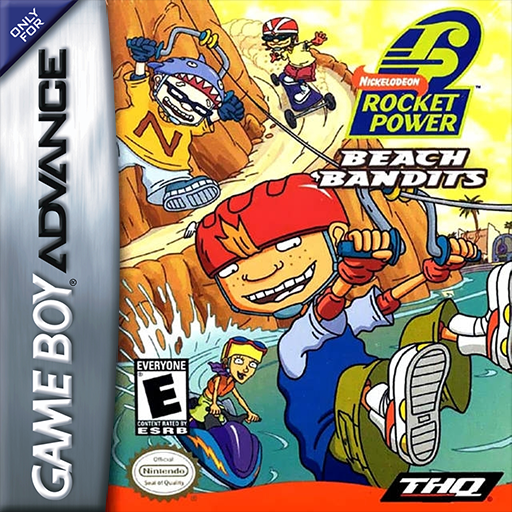 ONLY
FOR
GAME BOY ADVANCE
NICKELODEON
ROCKET
POWER
™
BEACH
BANDITS
N
EVERYONE
E
CONTENT RATED BY
ESRB
Official
Nintendo
Seal of Quality
THQ